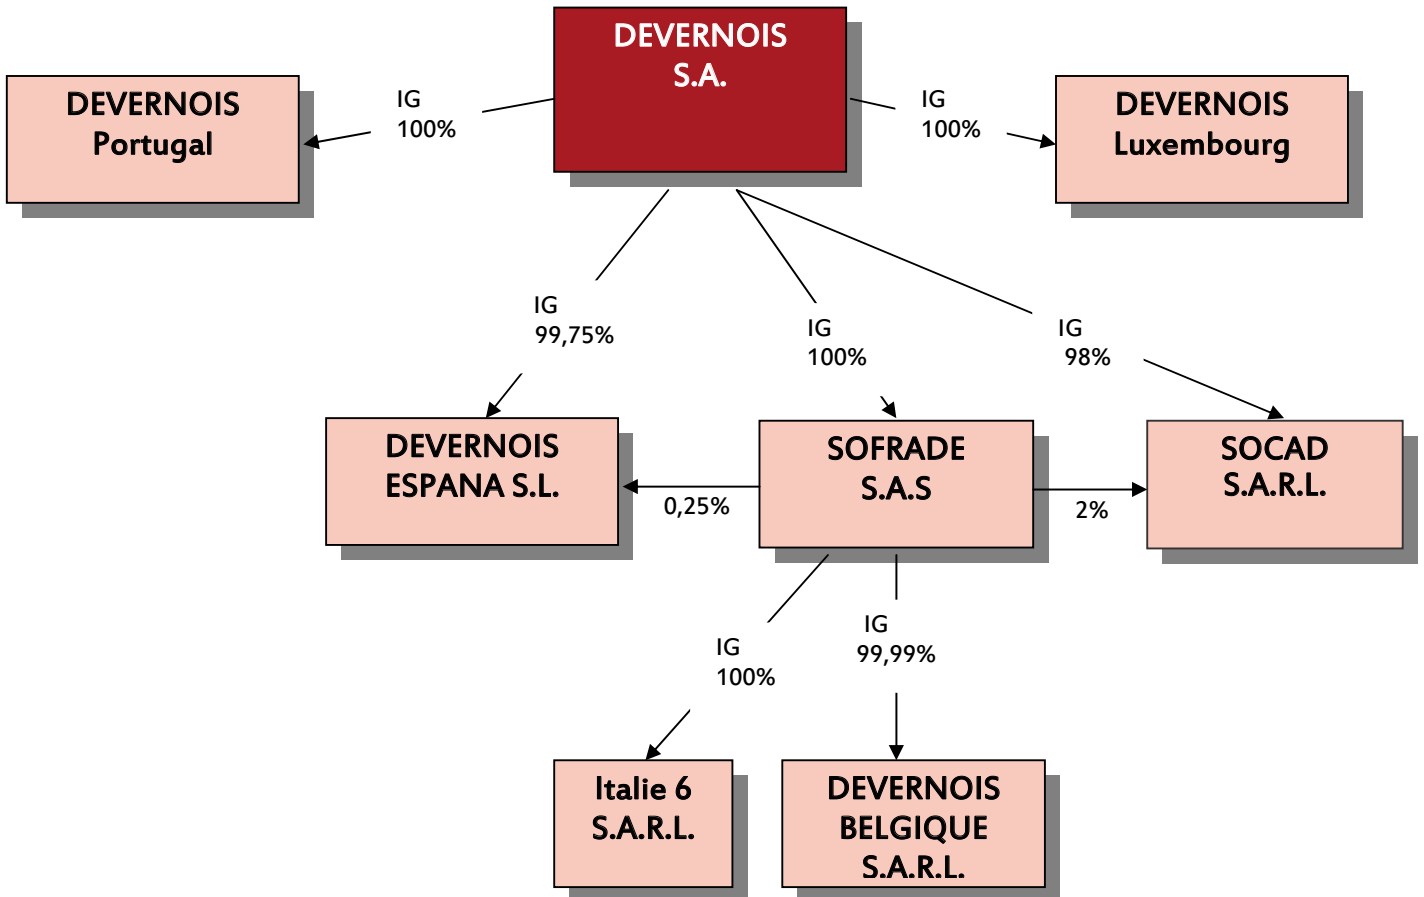 DEVERNOIS
S.A.
DEVERNOIS
Portugal
IG
100%
IG
100%
DEVERNOIS
Luxembourg
IG
99,75%
IG
100%
IG
98%
DEVERNOIS
ESPANA S.L.
0,25%
SOFRADE
S.A.S
2%
SOCAD
S.A.R.L.
IG
100%
IG
99,99%
Italie 6
S.A.R.L.
DEVERNOIS
BELGIQUE
S.A.R.L.